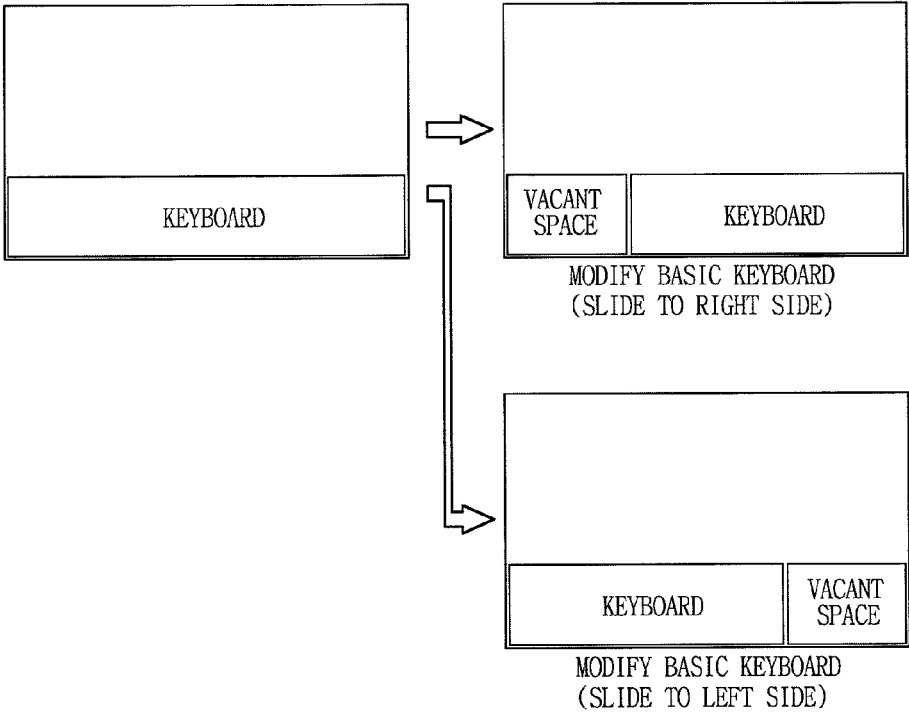 KEYBOARD
VACANT
SPACE
KEYBOARD
MODIFY BASIC KEYBOARD
(SLIDE TO RIGHT SIDE)
KEYBOARD
VACANT
SPACE
MODIFY BASIC KEYBOARD
(SLIDE TO LEFT SIDE)